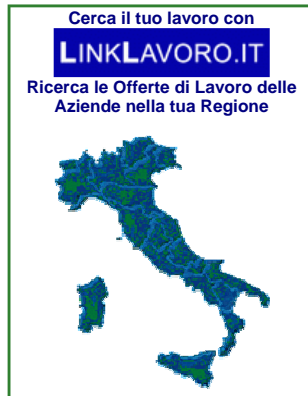 Cerca il tuo lavoro con
LINKLAVORO.IT
Ricerca le Offerte di Lavoro delle
Aziende nella tua Regione